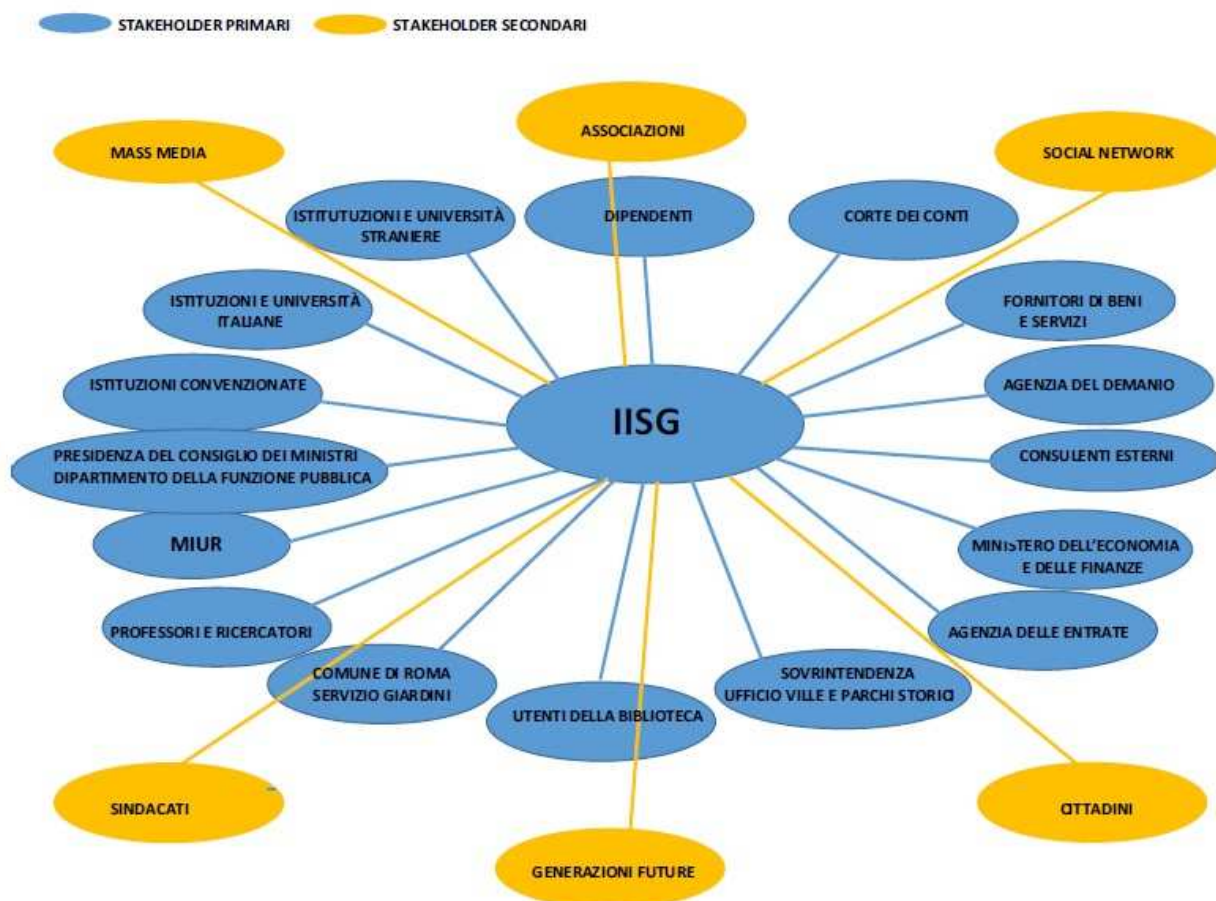 STAKEHOLDER PRIMARI
STAKEHOLDER SECONDARI
ASSOCIAZIONI
MASS MEDIA
SOCIAL NETWORK
ISTITUTUZIONI E UNIVERSITÀ
STRANIERE
DIPENDENTI
CORTE DEI CONTI
ISTITUZIONI E UNIVERSITÀ
ITALIANE
FORNITORI DI BENI
E SERVIZI
ISTITUZIONI CONVENZIONATE
AGENZIA DEL DEMANIO
IISG
PRESIDENZA DEL CONSIGLIO DEI MINISTRI
DIPARTIMENTO DELLA FUNZIONE PUBBLICA
CONSULENTI ESTERNI
MIUR
MINISTERO DELL'ECONOMIA
E DELLE FINANZE
PROFESSORI E RICERCATORI
AGENZIA DELLE ENTRATE
COMUNE DI ROMA
SERVIZIO GIARDINI
SOVRINTENDENZA
UFFICIO VILLE E PARCHI STORICI
UTENTI DELLA BIBLIOTECA
SINDACATI
CITTADINI
GENERAZIONI FUTURE